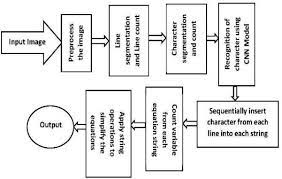 Input Image
Preprocess
the image
Line
segmentation
and Line count
Character
segmentation
and count
Recognition of
character using
CNN Model
Sequentially insert
character from each
line into each string
Count variable
from each
equation string
Apply string
operations to
simplify the
equations
Output